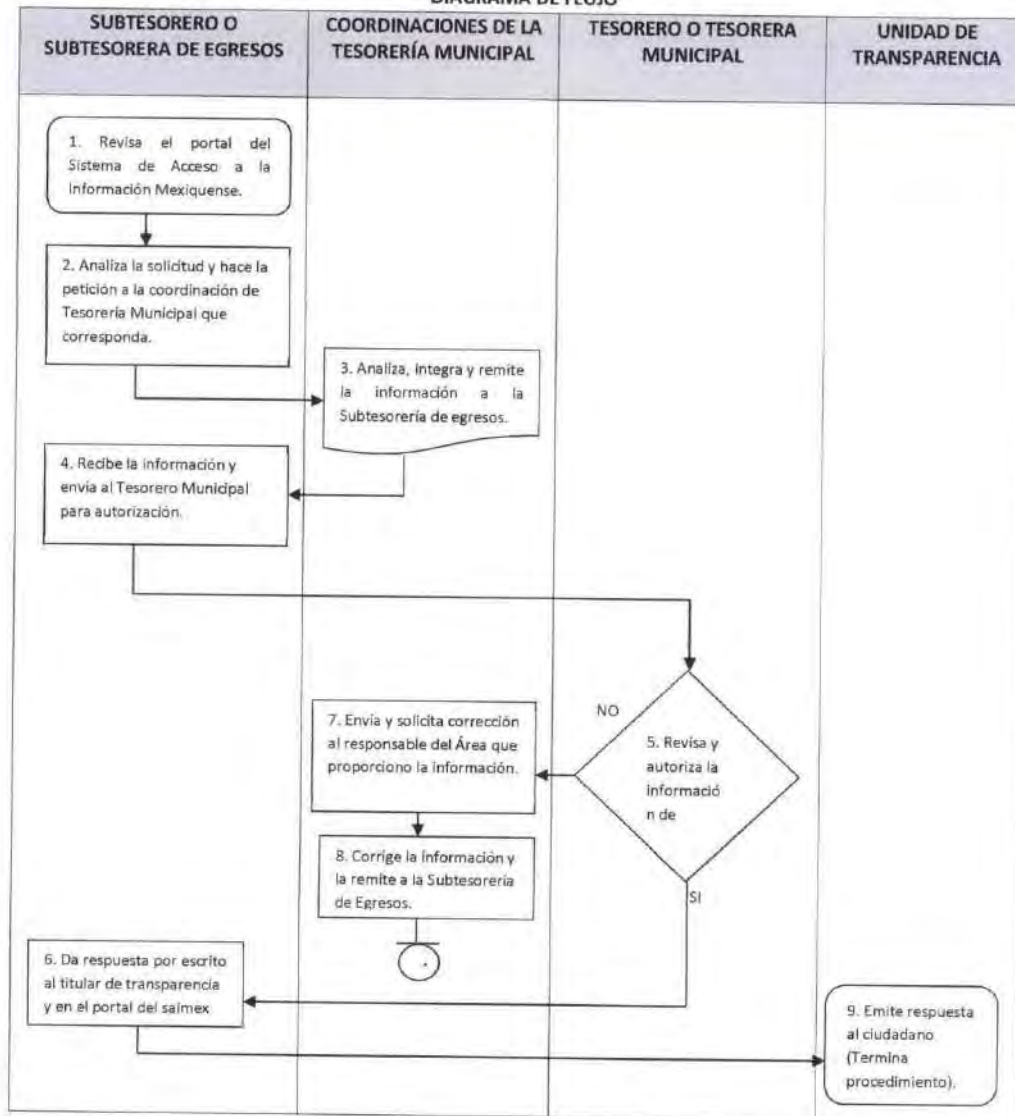 DIAGRAMA DE FLUJO
SUBTESORERO O
SUBTESORERA DE EGRESOS
COORDINACIONES DE LA
TESORERÍA MUNICIPAL
TESORERO O TESORERA
MUNICIPAL
UNIDAD DE
TRANSPARENCIA
1. Revisa el portal del
Sistema de Acceso a la
Información Mexiquense.
2. Analiza la solicitud y hace la
petición a la coordinación de
Tesorería Municipal que
corresponda.
3. Analiza, integra y remite
la información a la
Subtesorería de egresos.
4. Recibe la información y
envía al Tesorero Municipal
para autorización.
NO
5. Revisa y
autoriza la
informació
n de
SI
7. Envía y solicita corrección
al responsable del Área que
proporciono la información.
8. Corrige la información y
la remite a la Subtesorería
de Egresos.
6. Da respuesta por escrito
al titular de transparencia
y en el portal del saimex
9. Emite respuesta
al ciudadano
(Termina
procedimiento).